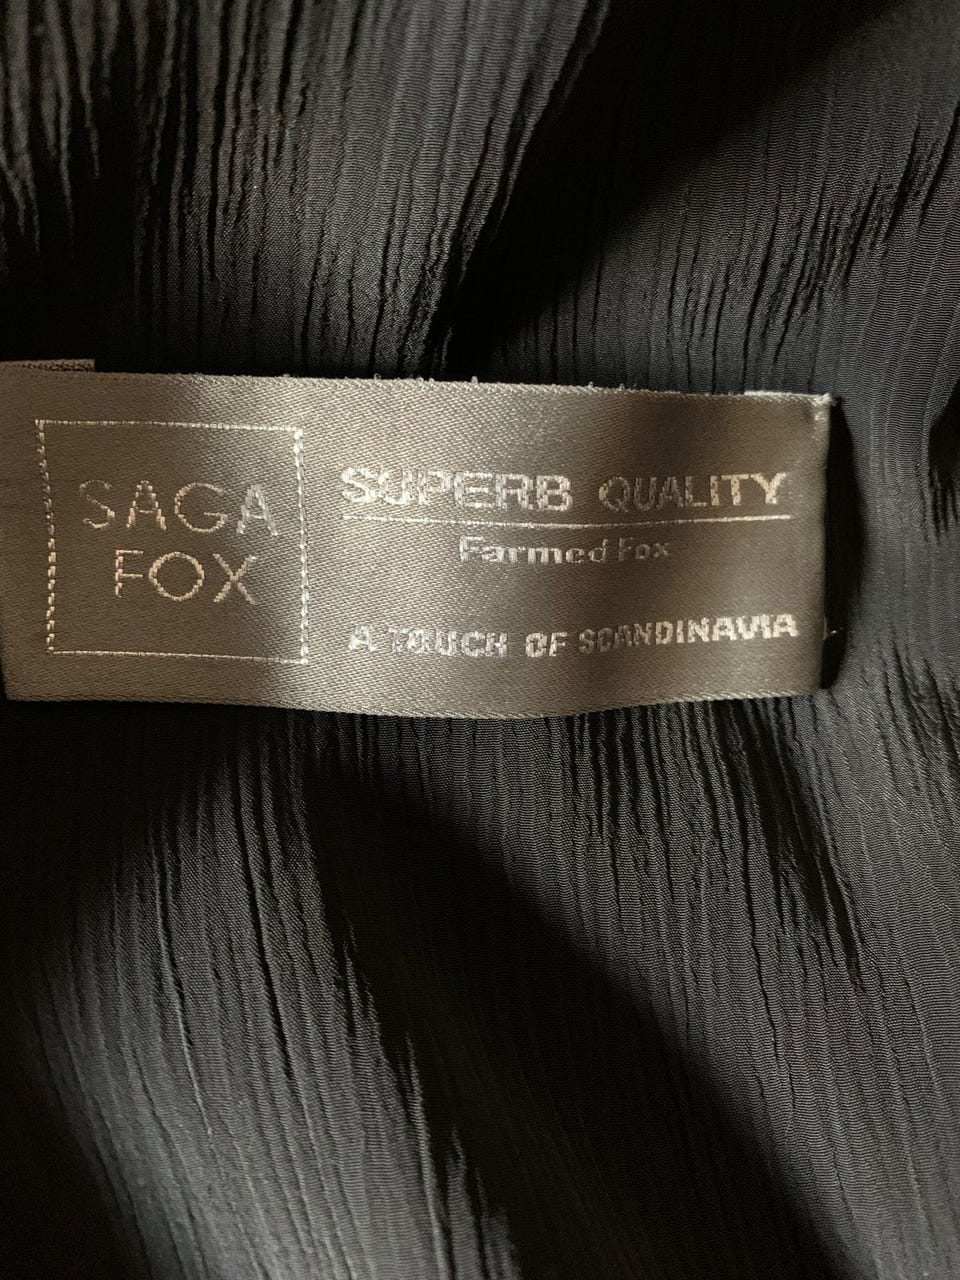 SAGA
FOX
SUPERB QUALITY
Farmed Fox
A TOUCH OF SCANDINAVIA